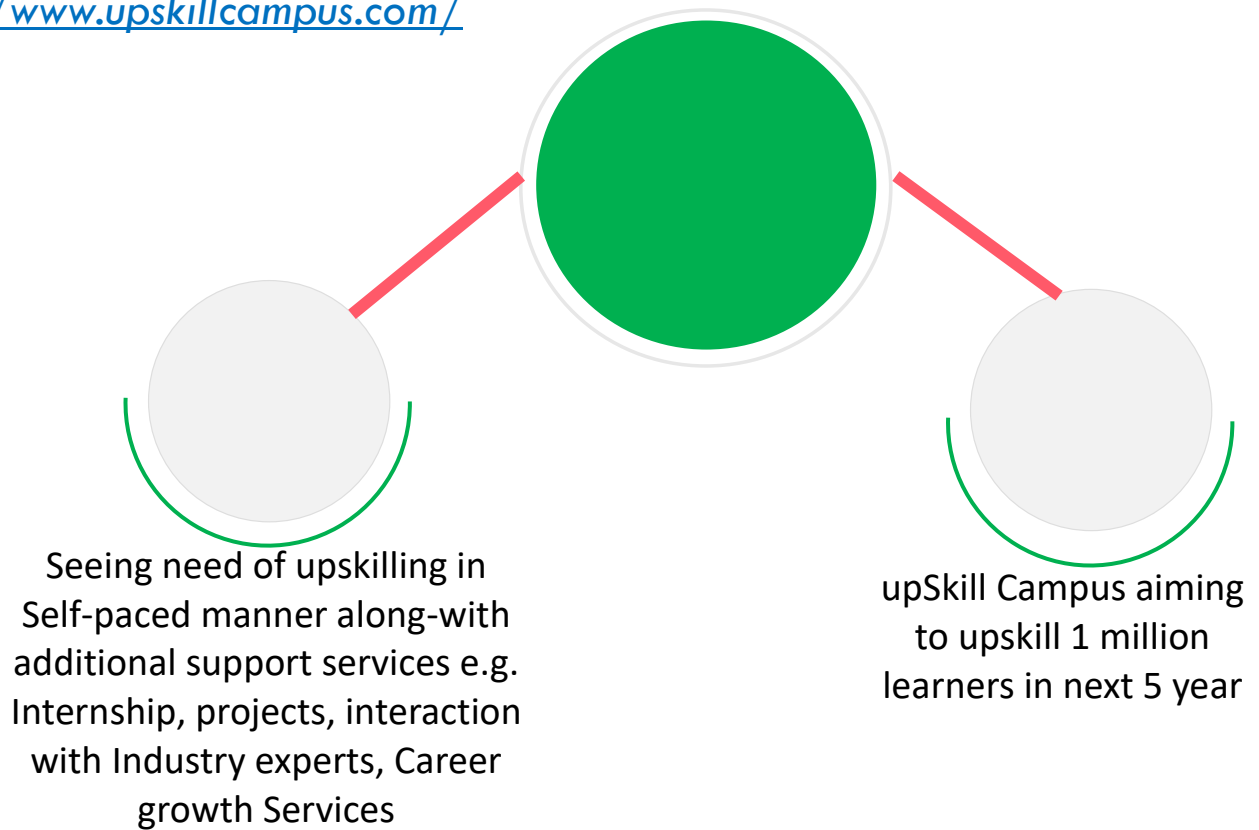 /www.upskillcampus.com/
Seeing need of upskilling in
Self-paced manner along-with
additional support services e.g.
Internship, projects, interaction
with Industry experts, Career
growth Services
upSkill Campus aiming
to upskill 1 million
learners in next 5 year